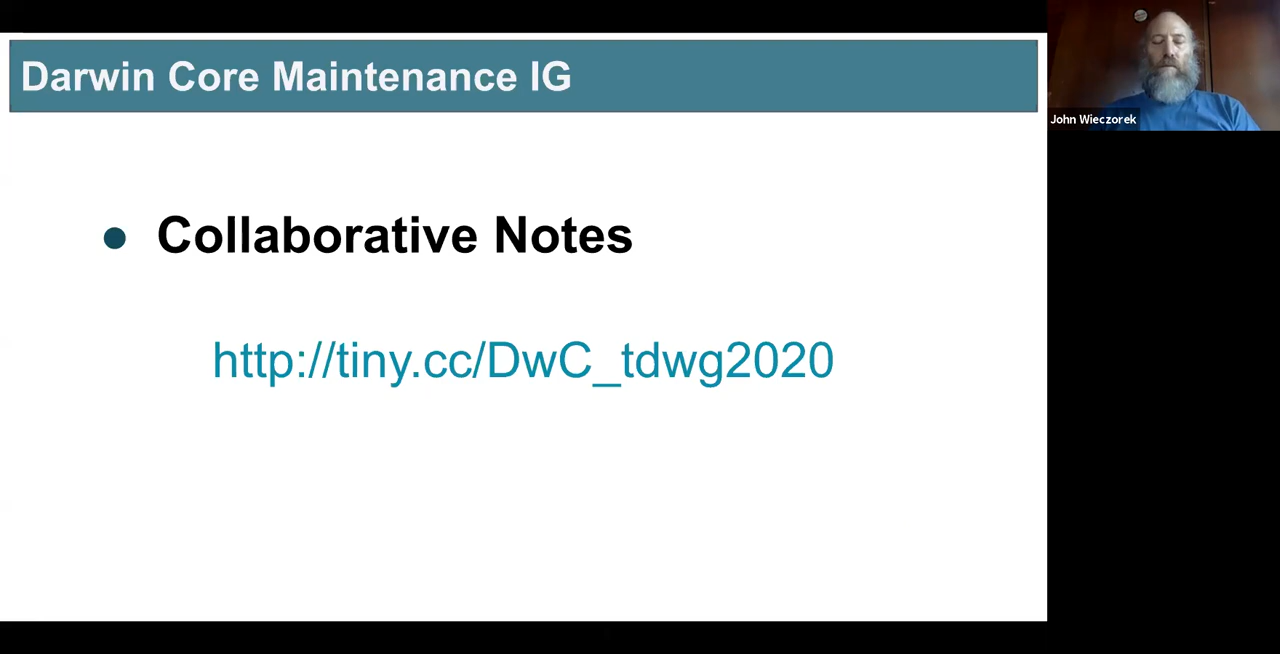 Darwin Core Maintenance IG
John Wieczorek
Collaborative Notes
http://tiny.cc/DwC_tdwg2020